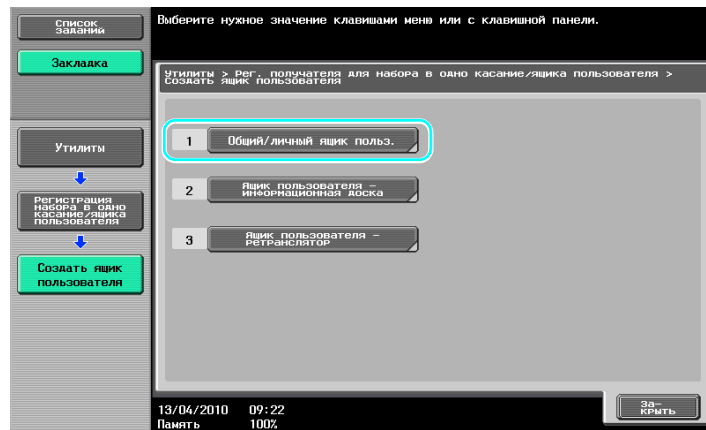 Список
заданий
Выберите нужное значение клавишами меню или с клавишной панели.
Закладка
Утилиты > Рег. получателя для набора в одно касание/ящика пользователя >
Создать ящик пользователя
1 Общий/личный ящик польз.
Утилиты
2 Ящик пользователя –
информационная доска
Регистрация
набора в одно
касание/ящика
пользователя
3 Ящик пользователя –
ретранслятор
Создать ящик
пользователя
13/04/2010 09:22
Память 100%
За–
крыть